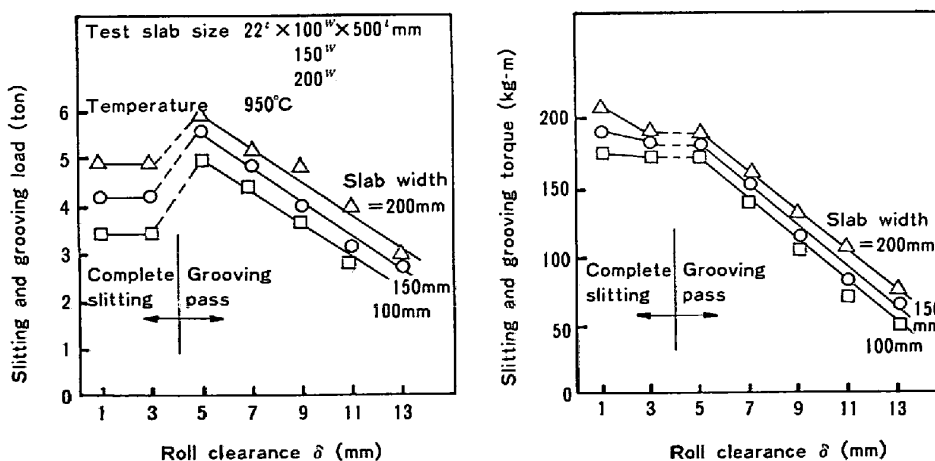 Test slab size 22ᵗ ×100ᵂ×500ᴸ mm
150ᵂ
200ᵂ
Temperature 950°C
Slitting and grooving load (ton)
6
5
4
3
2
1
0
Slab width
=200mm
150mm
100mm
Complete
slitting
Grooving
pass
1 3 5 7 9 11 13
Roll clearance δ (mm)
Slitting and grooving torque (kg-m)
200
150
100
50
0
Slab width
=200mm
150
mm
100mm
Complete
slitting
Grooving
pass
1 3 5 7 9 11 13
Roll clearance δ (mm)